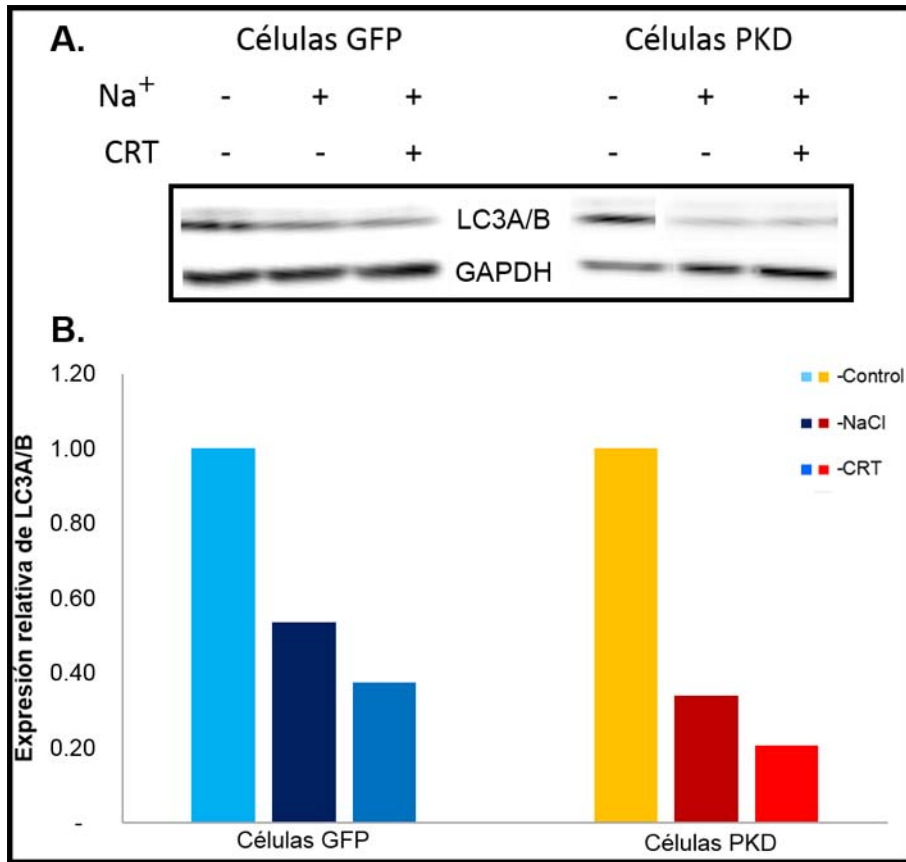 A. Células GFP Células PKD
Na+ - + + - + +
CRT - - + - - +
LC3A/B
GAPDH
B.
Expresión relativa de LC3A/B
1.20
1.00
0.80
0.60
0.40
0.20
-
-Control
-NaCl
-CRT
Células GFP Células PKD